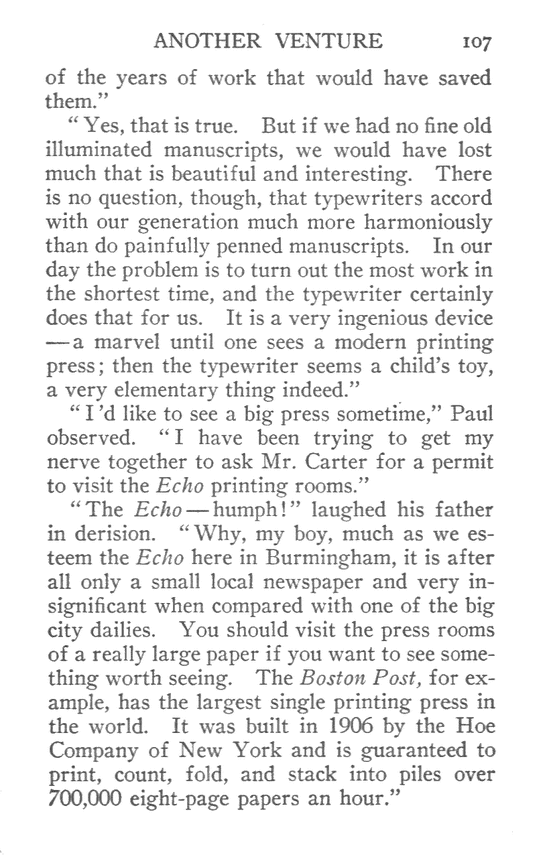 ANOTHER VENTURE 107
of the years of work that would have saved
them.”
“Yes, that is true. But if we had no fine old
illuminated manuscripts, we would have lost
much that is beautiful and interesting. There
is no question, though, that typewriters accord
with our generation much more harmoniously
than do painfully penned manuscripts. In our
day the problem is to turn out the most work in
the shortest time, and the typewriter certainly
does that for us. It is a very ingenious device
—a marvel until one sees a modern printing
press; then the typewriter seems a child’s toy,
a very elementary thing indeed.”
“I’d like to see a big press sometime,” Paul
observed. “I have been trying to get my
nerve together to ask Mr. Carter for a permit
to visit the Echo printing rooms.”
“The Echo—humph!” laughed his father
in derision. “Why, my boy, much as we es-
teem the Echo here in Burmingham, it is after
all only a small local newspaper and very in-
significant when compared with one of the big
city dailies. You should visit the press rooms
of a really large paper if you want to see some-
thing worth seeing. The Boston Post, for ex-
ample, has the largest single printing press in
the world. It was built in 1906 by the Hoe
Company of New York and is guaranteed to
print, count, fold, and stack into piles over
700,000 eight-page papers an hour.”